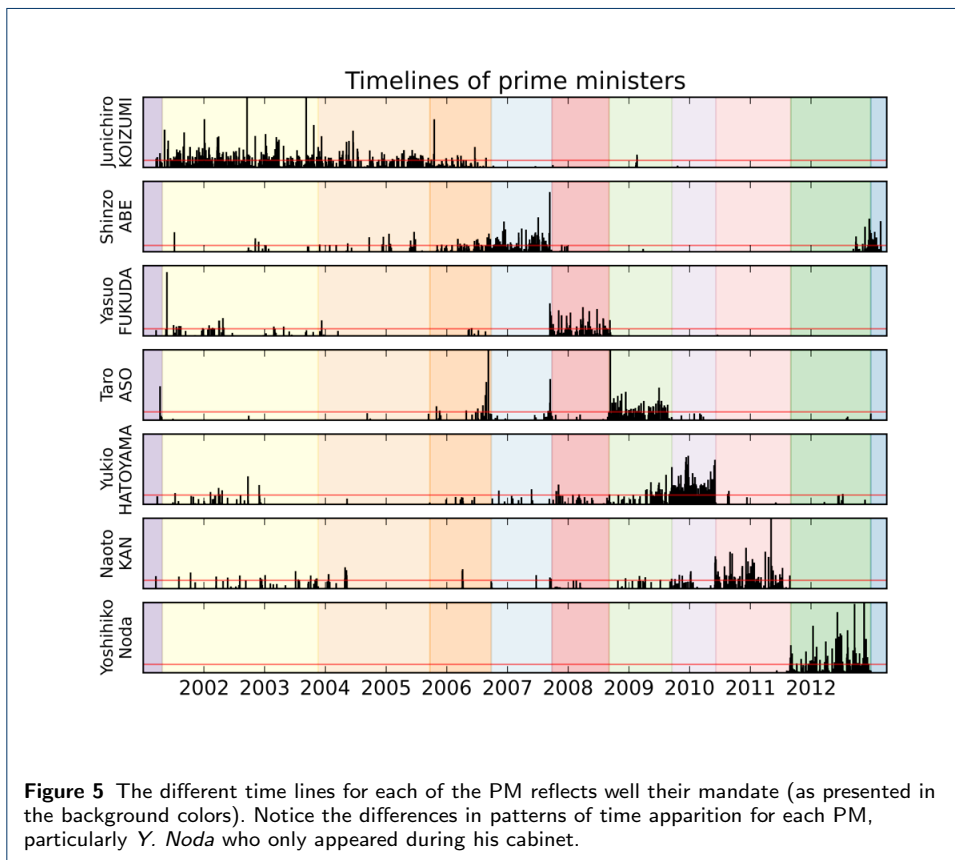 Timelines of prime ministers
Junichiro
KOIZUMI
Shinzo
ABE
Yasuo
FUKUDA
Taro
ASO
Yukio
HATOYAMA
Naoto
KAN
Yoshihiko
Noda
2002 2003 2004 2005 2006 2007 2008 2009 2010 2011 2012
Figure 5 The different time lines for each of the PM reflects well their mandate (as presented in
the background colors). Notice the differences in patterns of time apparition for each PM,
particularly Y. Noda who only appeared during his cabinet.